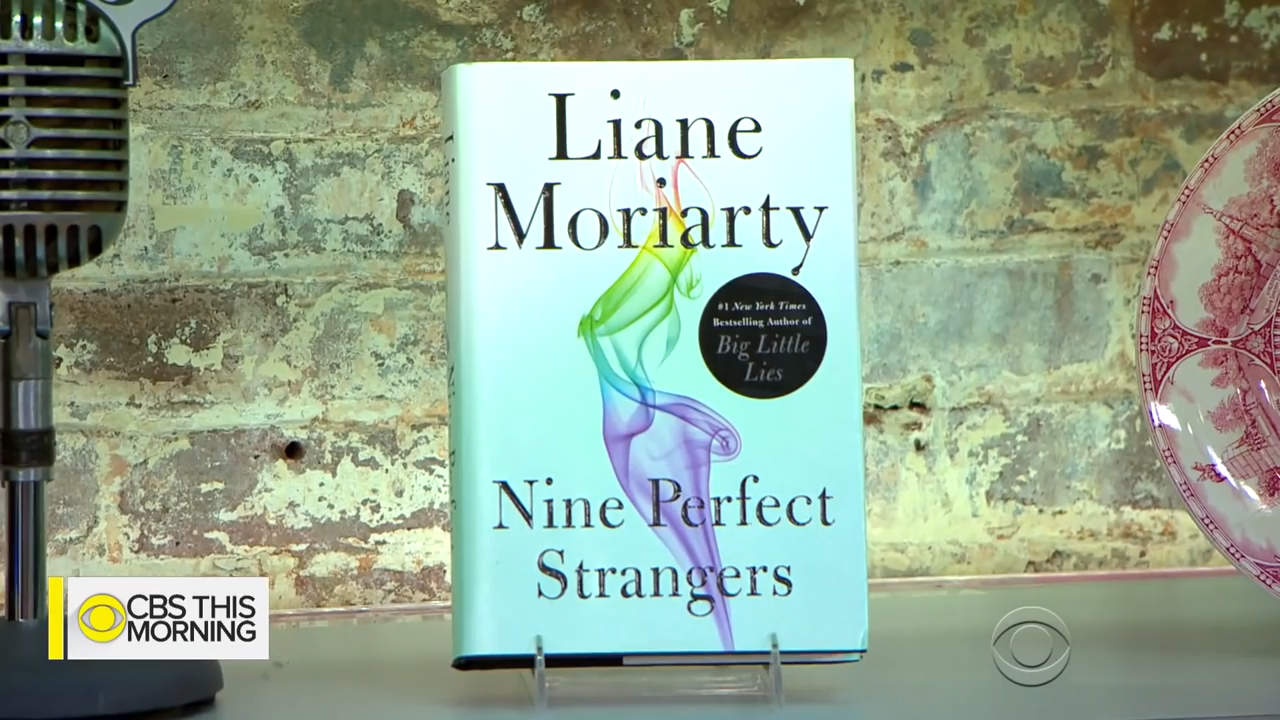 Liane
Moriarty
#1 New York Times
Bestselling Author of
Big Little
Lies
Nine Perfect
Strangers
CBS THIS
MORNING